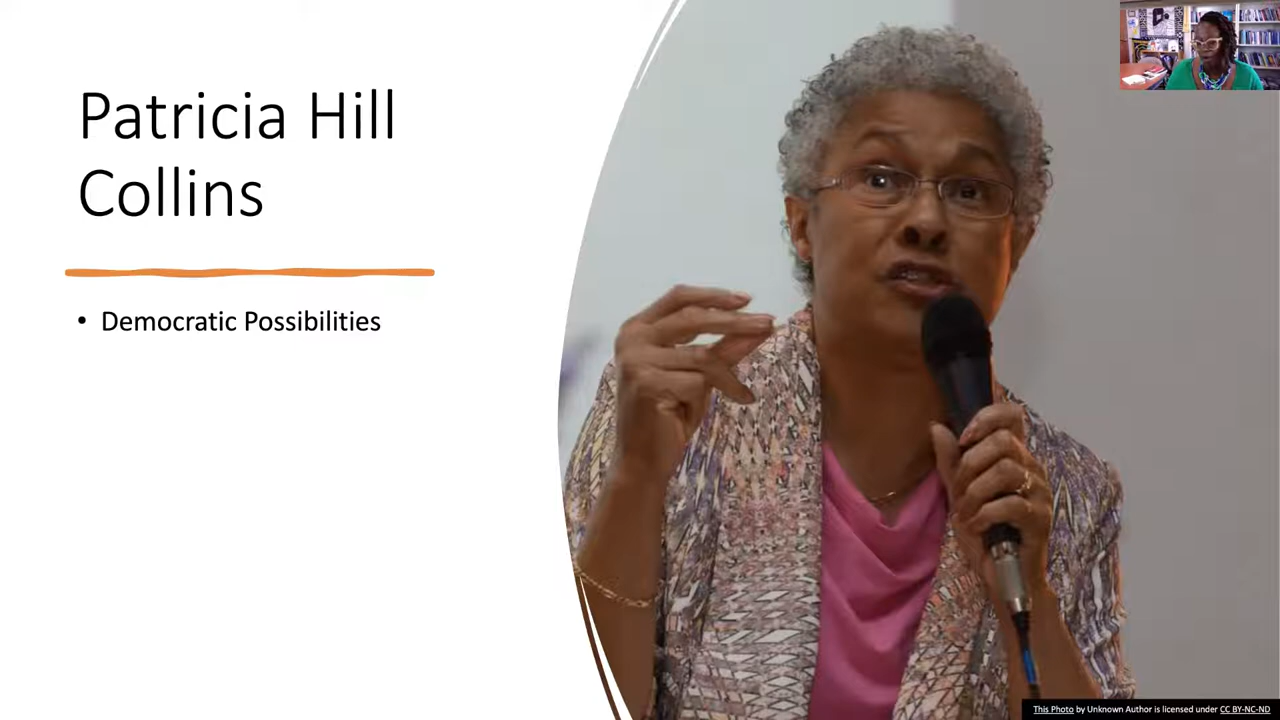 Patricia Hill
Collins
• Democratic Possibilities
This Photo by Unknown Author is licensed under CC BY-NC-ND